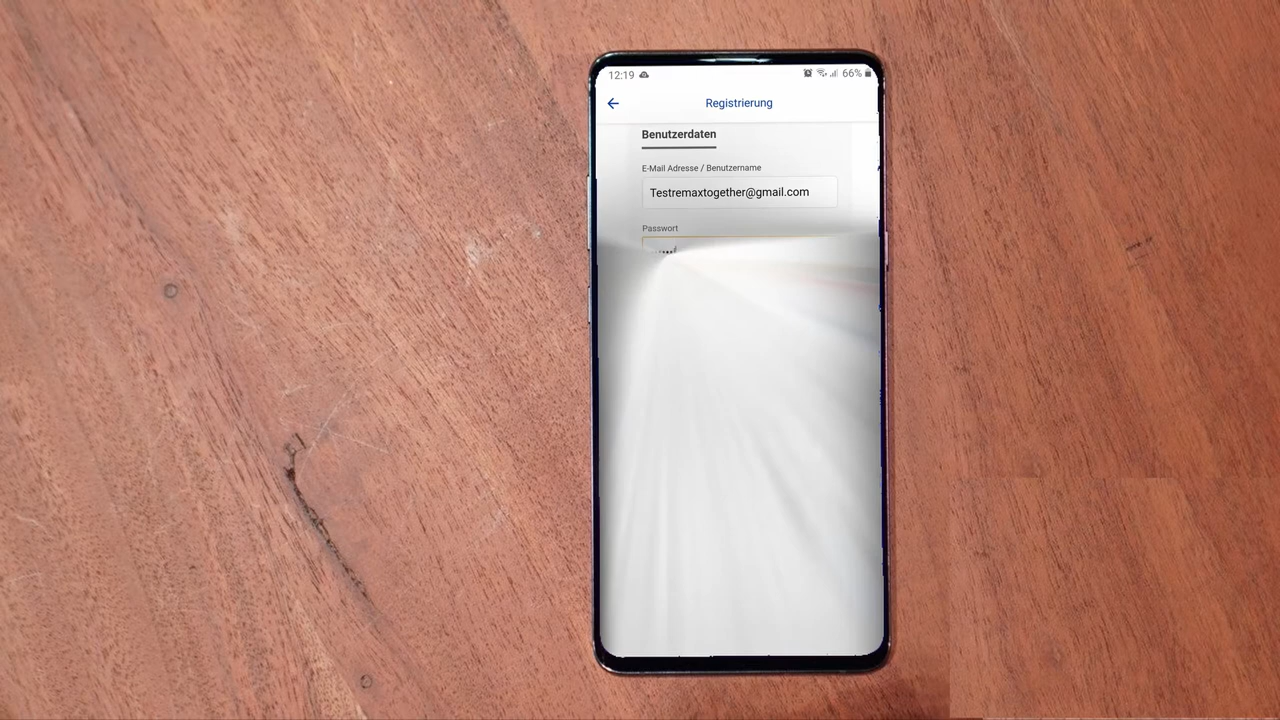 12:19
66%
Registrierung
Benutzerdaten
E-Mail Adresse / Benutzername
Testremaxtogether@gmail.com
Passwort